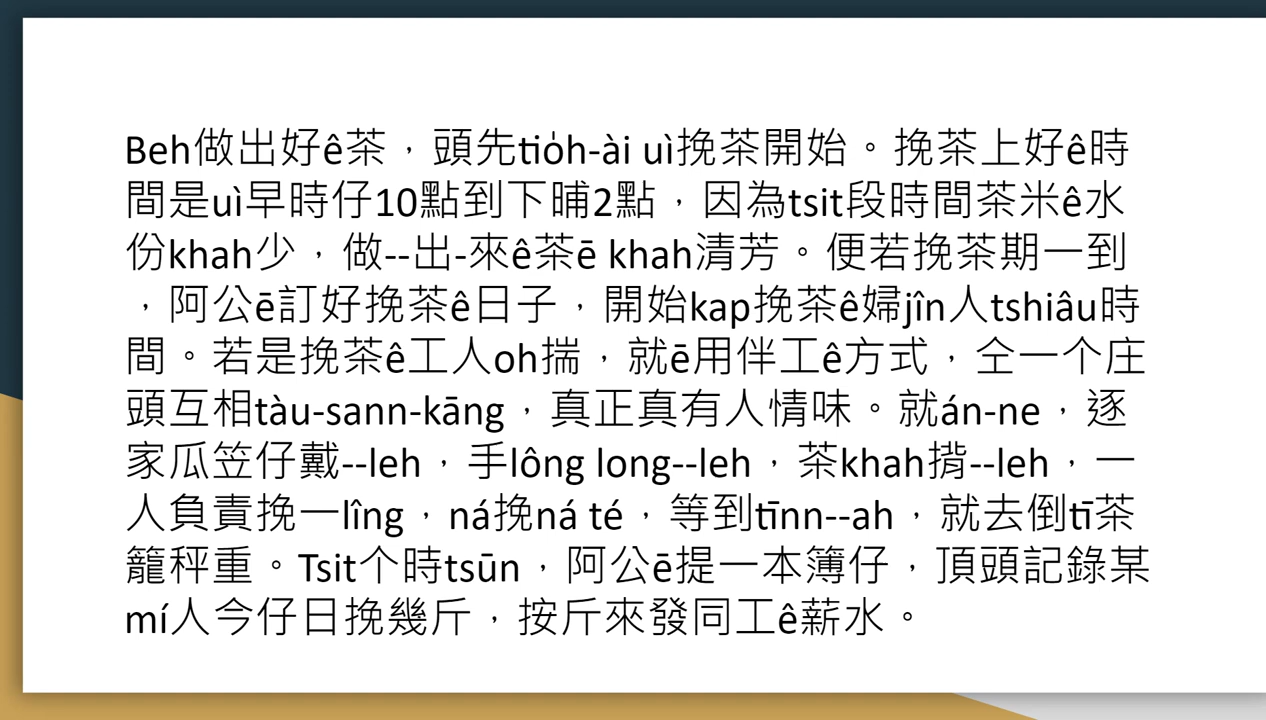 Beh做出好ê茶，頭先tio̍h-ài uì挽茶開始。挽茶上好ê時
間是uì早時仔10點到下晡2點，因為tsit段時間茶米ê水
份khah少，做--出-來ê茶ē khah清芳。便若挽茶期一到
，阿公ē訂好挽茶ê日子，開始kap挽茶ê婦jîn人tshiâu時
間。若是挽茶ê工人oh揣，就ē用伴工ê方式，仝一个庄
頭互相tàu-sann-kāng，真正真有人情味。就án-ne，逐
家瓜笠仔戴--leh，手lông long--leh，茶khah揹--leh，一
人負責挽一lîng，ná挽ná té，等到tīnn--ah，就去倒tī茶
籠秤重。Tsit个時tsūn，阿公ē提一本簿仔，頂頭記錄某
mí人今仔日挽幾斤，按斤來發同工ê薪水。